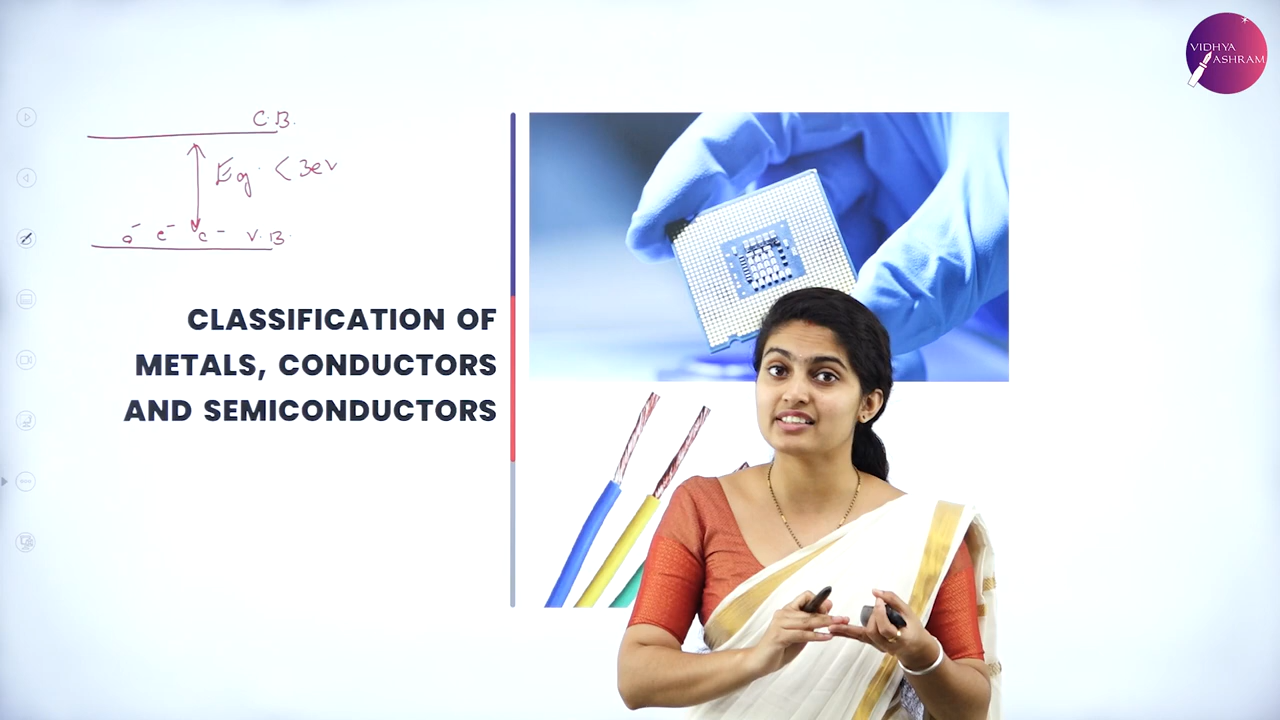 VIDHYA
ASHRAM
C.B.
Eg. < 3eV
e⁻ e⁻ e⁻ V.B.
CLASSIFICATION OF
METALS, CONDUCTORS
AND SEMICONDUCTORS